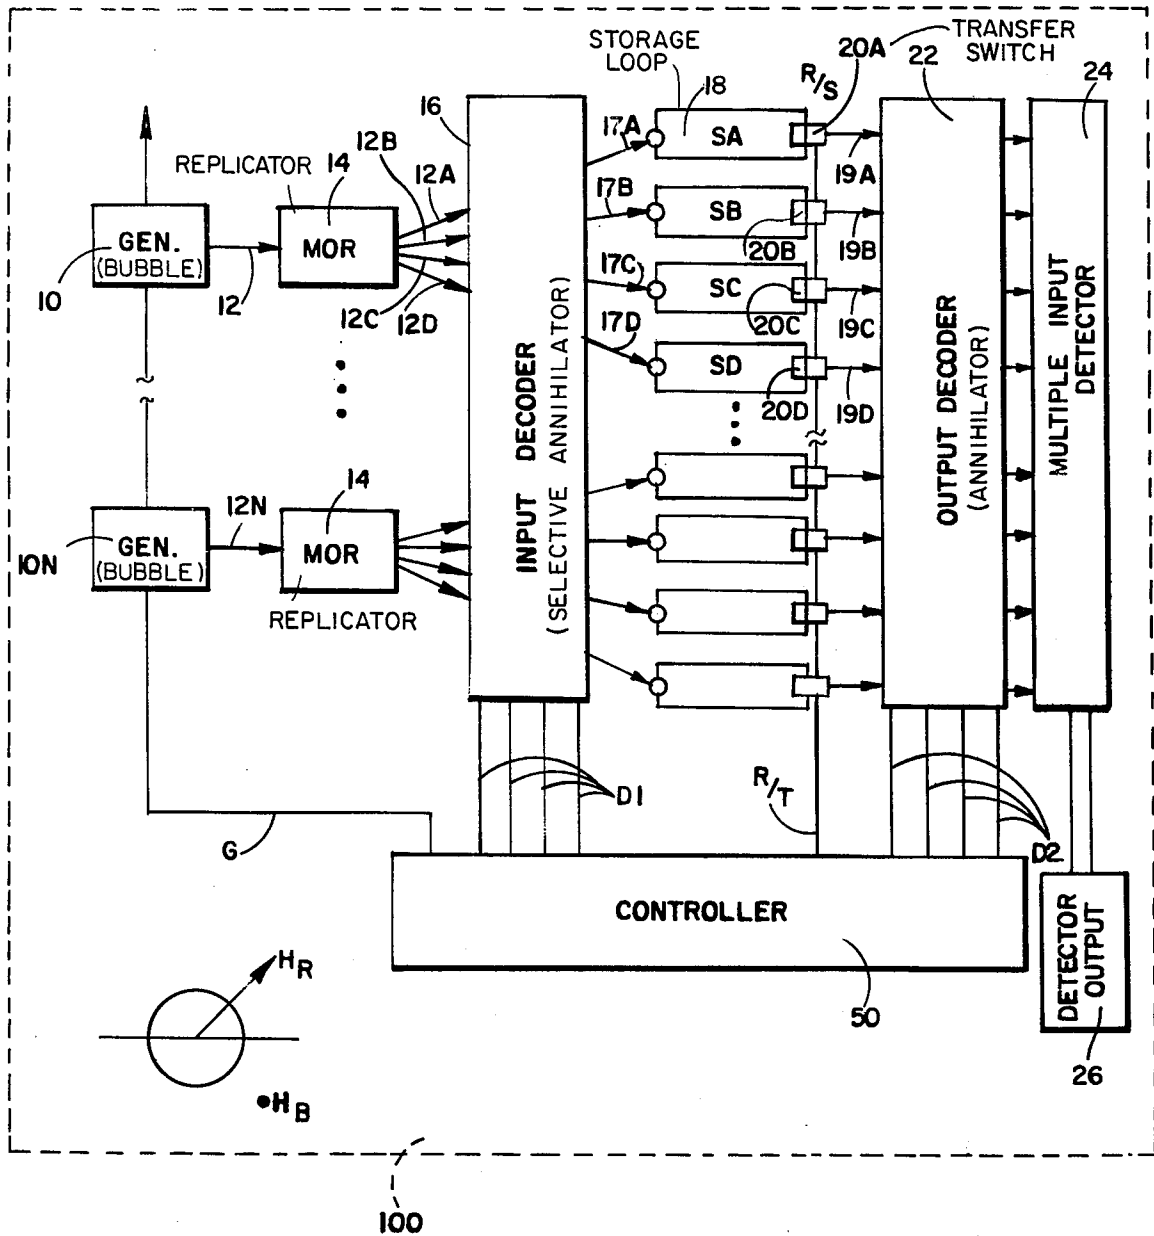 TRANSFER
SWITCH
STORAGE
LOOP
20A
22
24
R/S
18
16
17A
SA
12B
12A
REPLICATOR
14
19A
GEN.
(BUBBLE)
10
12
MOR
12C
12D
17B
SB
20B
19B
17C
SC
20C
19C
17D
SD
20D
19D
INPUT DECODER
(SELECTIVE ANNIHILATOR)
OUTPUT DECODER
(ANNIHILATOR)
MULTIPLE INPUT
DETECTOR
14
12N
GEN.
(BUBBLE)
10N
MOR
REPLICATOR
D1
R/T
D2
G
CONTROLLER
50
DETECTOR
OUTPUT
26
HR
HB
100